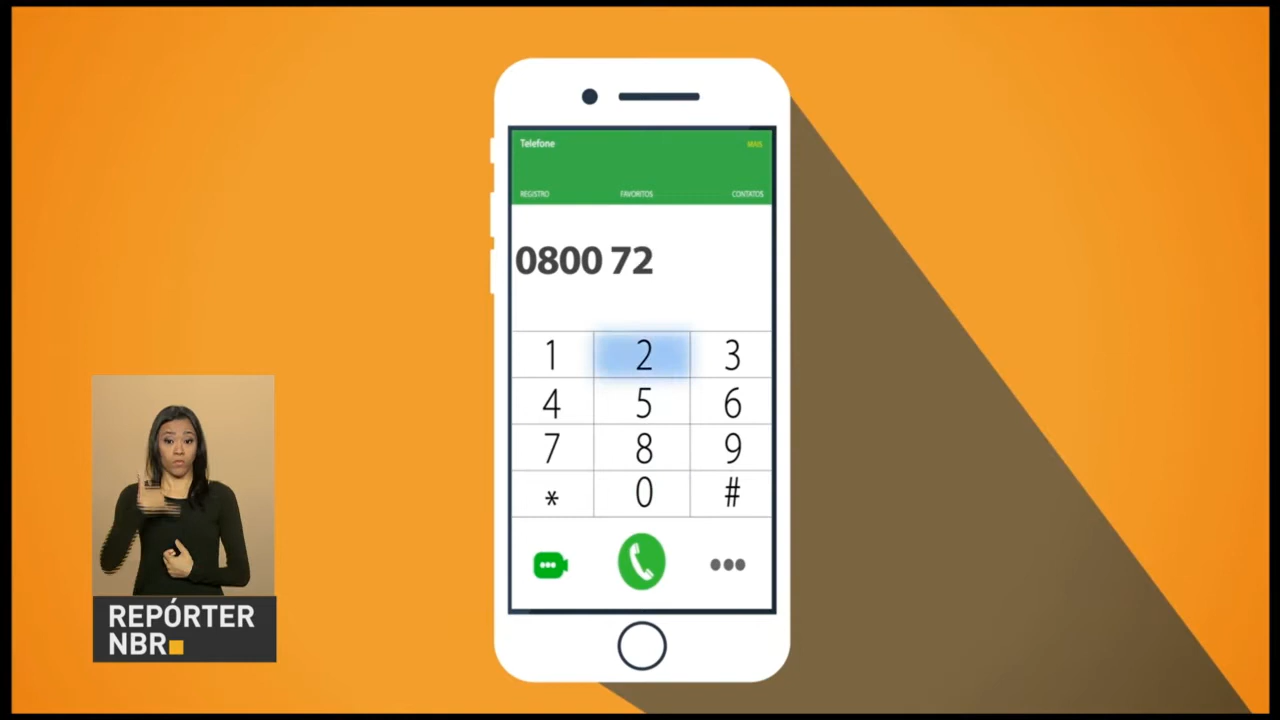 Telefone
MAIS
REGISTRO
FAVORITOS
CONTATOS
0800 72
1 2 3
4 5 6
7 8 9
* 0 #
REPÓRTER
NBR